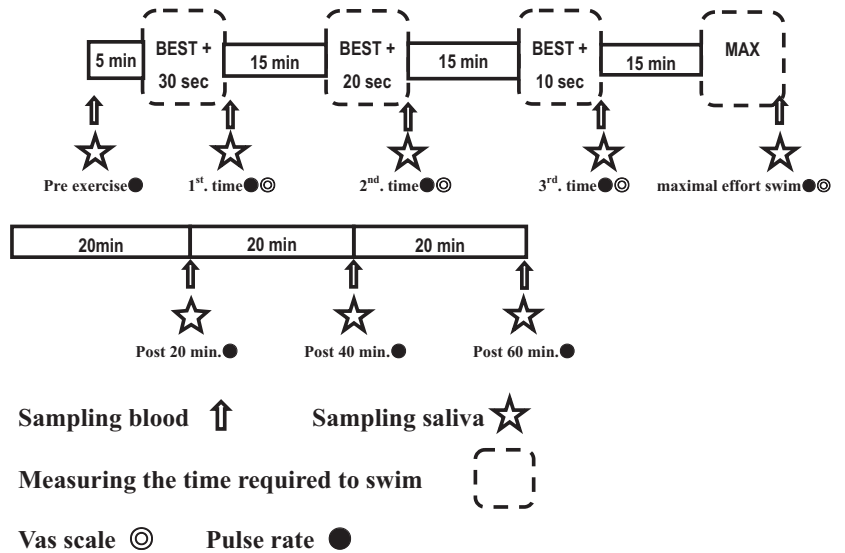 BEST + BEST + BEST + MAX
5 min 15 min 15 min 15 min
30 sec 20 sec 10 sec
Pre exercise 1st. time 2nd. time 3rd. time maximal effort swim
20min 20 min 20 min
Post 20 min. Post 40 min. Post 60 min.
Sampling blood Sampling saliva
Measuring the time required to swim
Vas scale Pulse rate